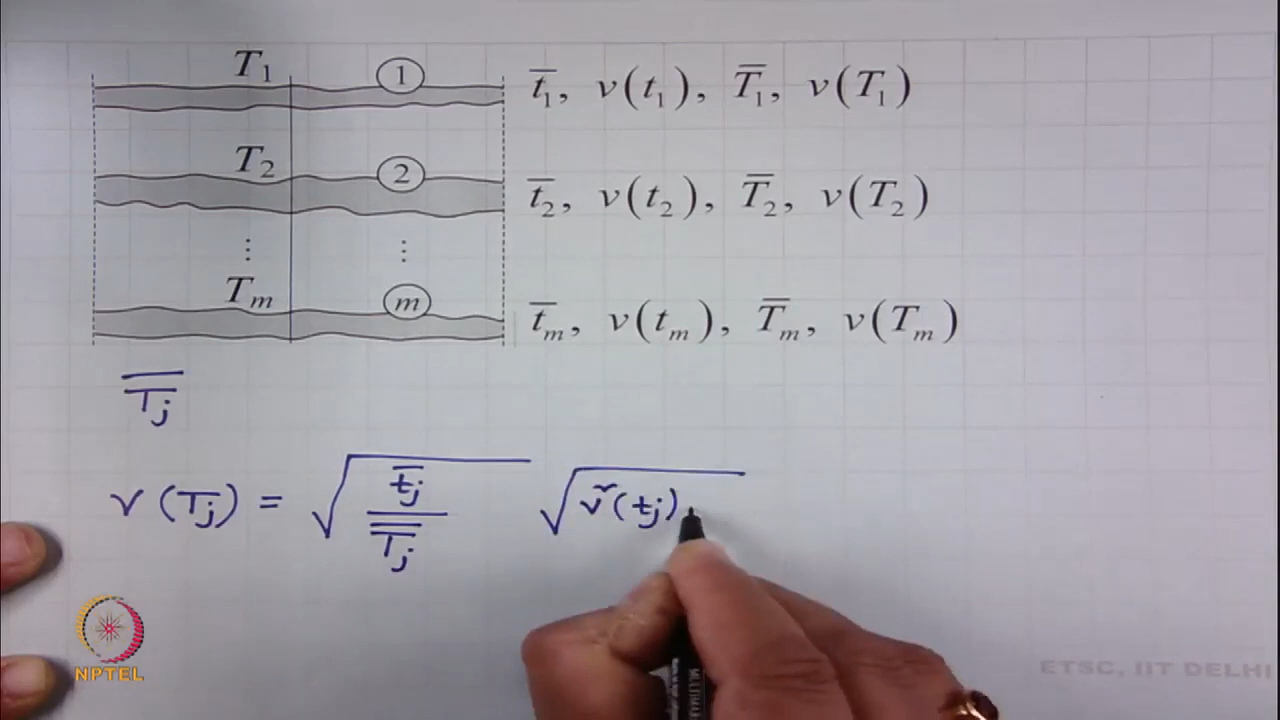 T₁ ① t̄₁, v(t₁), T̄₁, v(T₁)
T₂ ② t̄₂, v(t₂), T̄₂, v(T₂)
⋮ ⋮
Tₘ ⓜ t̄ₘ, v(tₘ), T̄ₘ, v(Tₘ)
T̿ⱼ
v(Tⱼ) = √(t̄ⱼ / T̿ⱼ) √(v²(tⱼ)
NPTEL
ETSC, IIT DELHI